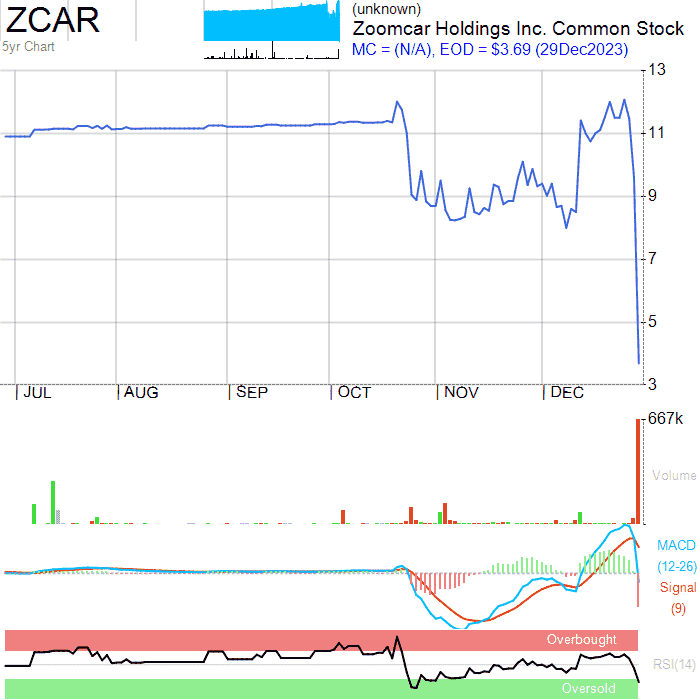 ZCAR
5yr Chart
(unknown)
Zoomcar Holdings Inc. Common Stock
MC = (N/A), EOD = $3.69 (29Dec2023)
13
11
9
7
5
3
JUL AUG SEP OCT NOV DEC
667k
Volume
MACD
(12-26)
Signal
(9)
Overbought
RSI(14)
Oversold